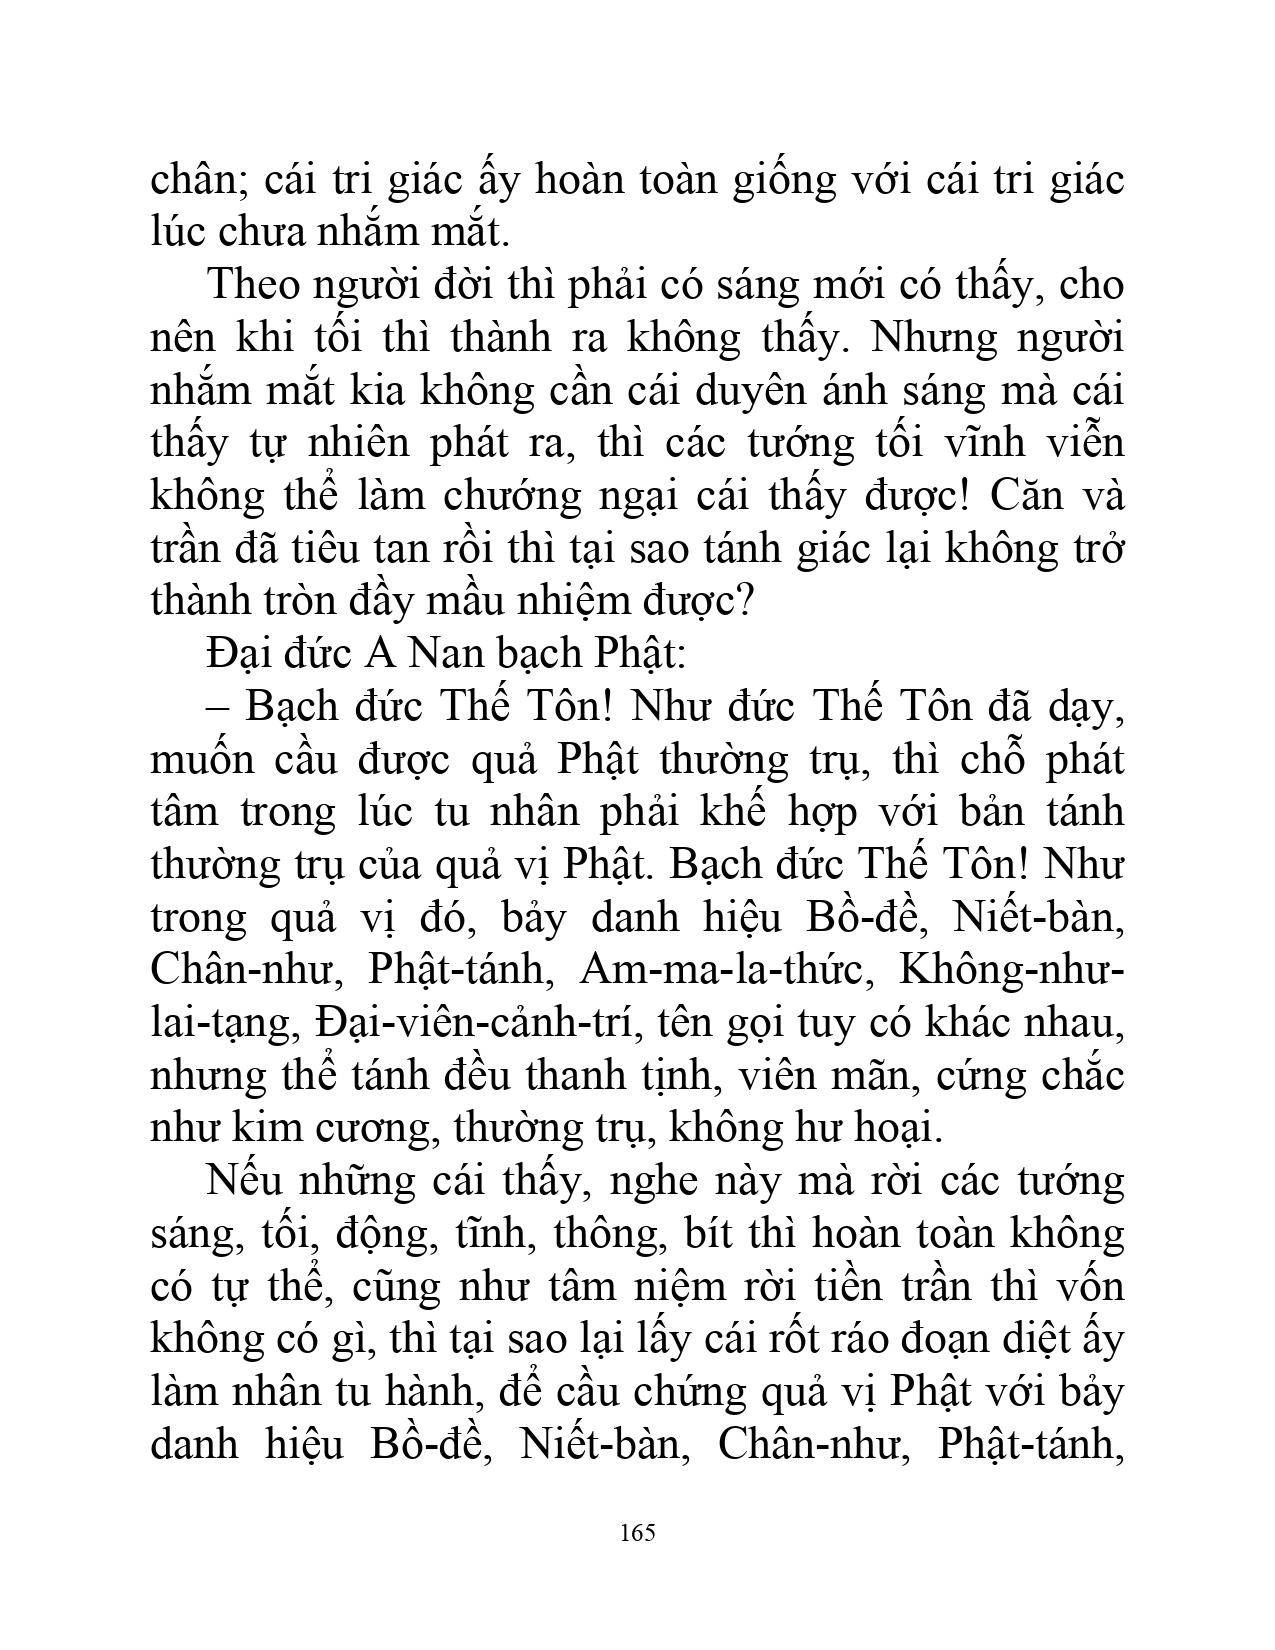 chân; cái tri giác ấy hoàn toàn giống với cái tri giác
lúc chưa nhắm mắt.
Theo người đời thì phải có sáng mới có thấy, cho
nên khi tối thì thành ra không thấy. Nhưng người
nhắm mắt kia không cần cái duyên ánh sáng mà cái
thấy tự nhiên phát ra, thì các tướng tối vĩnh viễn
không thể làm chướng ngại cái thấy được! Căn và
trần đã tiêu tan rồi thì tại sao tánh giác lại không trở
thành tròn đầy mầu nhiệm được?
Đại đức A Nan bạch Phật:
– Bạch đức Thế Tôn! Như đức Thế Tôn đã dạy,
muốn cầu được quả Phật thường trụ, thì chỗ phát
tâm trong lúc tu nhân phải khế hợp với bản tánh
thường trụ của quả vị Phật. Bạch đức Thế Tôn! Như
trong quả vị đó, bảy danh hiệu Bồ-đề, Niết-bàn,
Chân-như, Phật-tánh, Am-ma-la-thức, Không-như-
lai-tạng, Đại-viên-cảnh-trí, tên gọi tuy có khác nhau,
nhưng thể tánh đều thanh tịnh, viên mãn, cứng chắc
như kim cương, thường trụ, không hư hoại.
Nếu những cái thấy, nghe này mà rời các tướng
sáng, tối, động, tĩnh, thông, bít thì hoàn toàn không
có tự thể, cũng như tâm niệm rời tiền trần thì vốn
không có gì, thì tại sao lại lấy cái rốt ráo đoạn diệt ấy
làm nhân tu hành, để cầu chứng quả vị Phật với bảy
danh hiệu Bồ-đề, Niết-bàn, Chân-như, Phật-tánh,
165